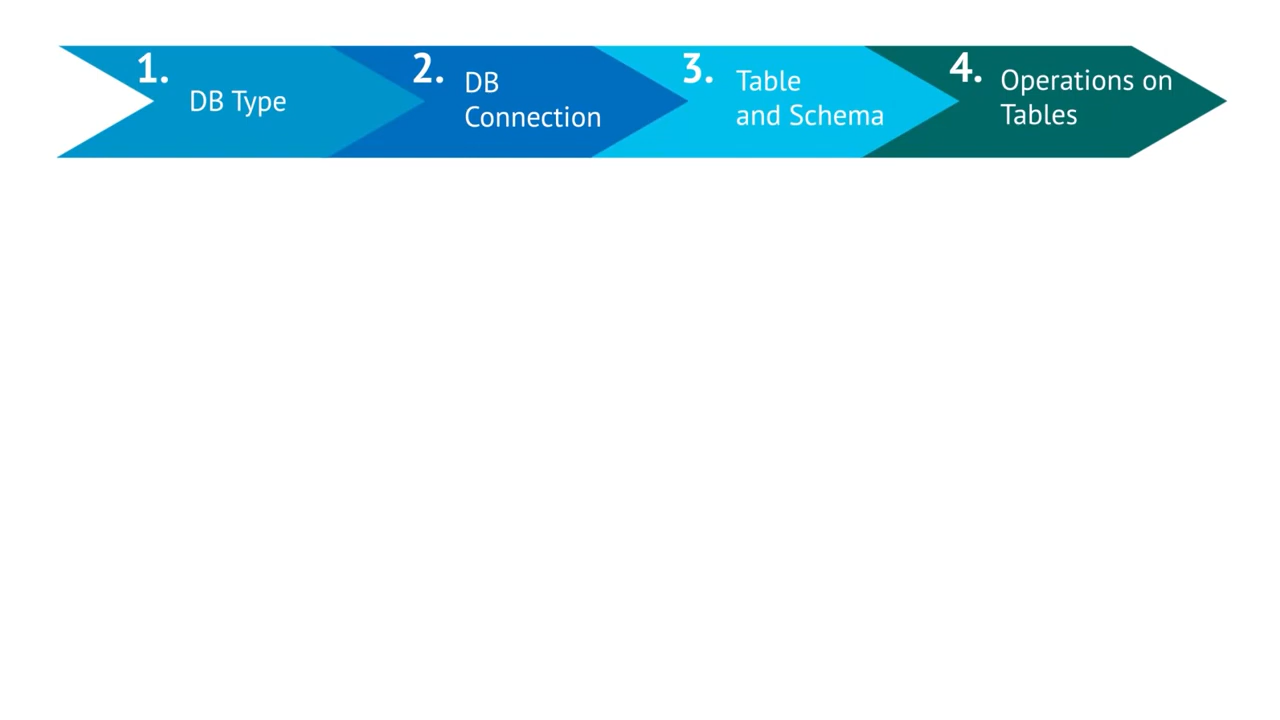 1.
DB Type
2.
DB
Connection
3.
Table
and Schema
4.
Operations on
Tables